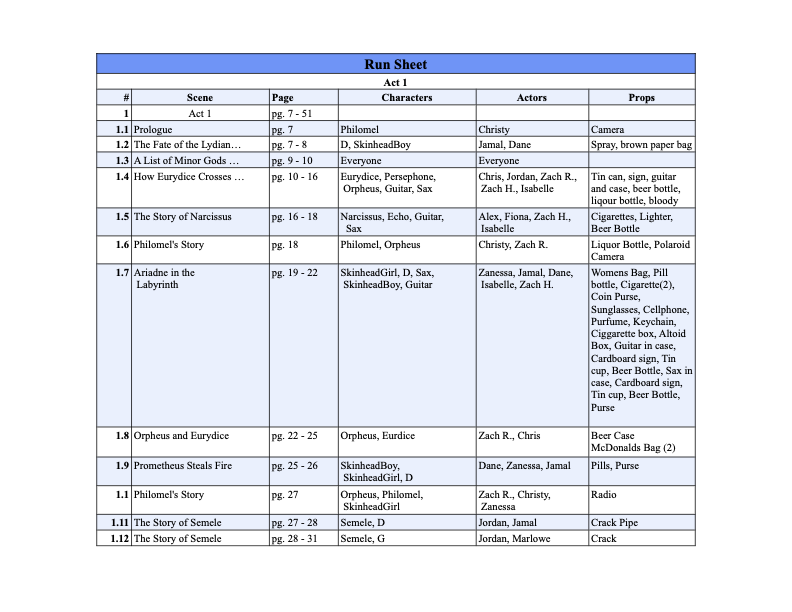 Run Sheet
Act 1
# Scene Page Characters Actors Props
1 Act 1 pg. 7 - 51
1.1 Prologue pg. 7 Philomel Christy Camera
1.2 The Fate of the Lydian… pg. 7 - 8 D, SkinheadBoy Jamal, Dane Spray, brown paper bag
1.3 A List of Minor Gods … pg. 9 - 10 Everyone Everyone
1.4 How Eurydice Crosses … pg. 10 - 16 Eurydice, Persephone, Chris, Jordan, Zach R., Tin can, sign, guitar
Orpheus, Guitar, Sax Zach H., Isabelle and case, beer bottle,
liqour bottle, bloody
1.5 The Story of Narcissus pg. 16 - 18 Narcissus, Echo, Guitar, Alex, Fiona, Zach H., Cigarettes, Lighter,
Sax Isabelle Beer Bottle
1.6 Philomel's Story pg. 18 Philomel, Orpheus Christy, Zach R. Liquor Bottle, Polaroid
Camera
1.7 Ariadne in the pg. 19 - 22 SkinheadGirl, D, Sax, Zanessa, Jamal, Dane, Womens Bag, Pill
Labyrinth SkinheadBoy, Guitar Isabelle, Zach H. bottle, Cigarette(2),
Coin Purse,
Sunglasses, Cellphone,
Purfume, Keychain,
Ciggarette box, Altoid
Box, Guitar in case,
Cardboard sign, Tin
cup, Beer Bottle, Sax in
case, Cardboard sign,
Tin cup, Beer Bottle,
Purse
1.8 Orpheus and Eurydice pg. 22 - 25 Orpheus, Eurdice Zach R., Chris Beer Case
McDonalds Bag (2)
1.9 Prometheus Steals Fire pg. 25 - 26 SkinheadBoy, Dane, Zanessa, Jamal Pills, Purse
SkinheadGirl, D
1.1 Philomel's Story pg. 27 Orpheus, Philomel, Zach R., Christy, Radio
SkinheadGirl Zanessa
1.11 The Story of Semele pg. 27 - 28 Semele, D Jordan, Jamal Crack Pipe
1.12 The Story of Semele pg. 28 - 31 Semele, G Jordan, Marlowe Crack